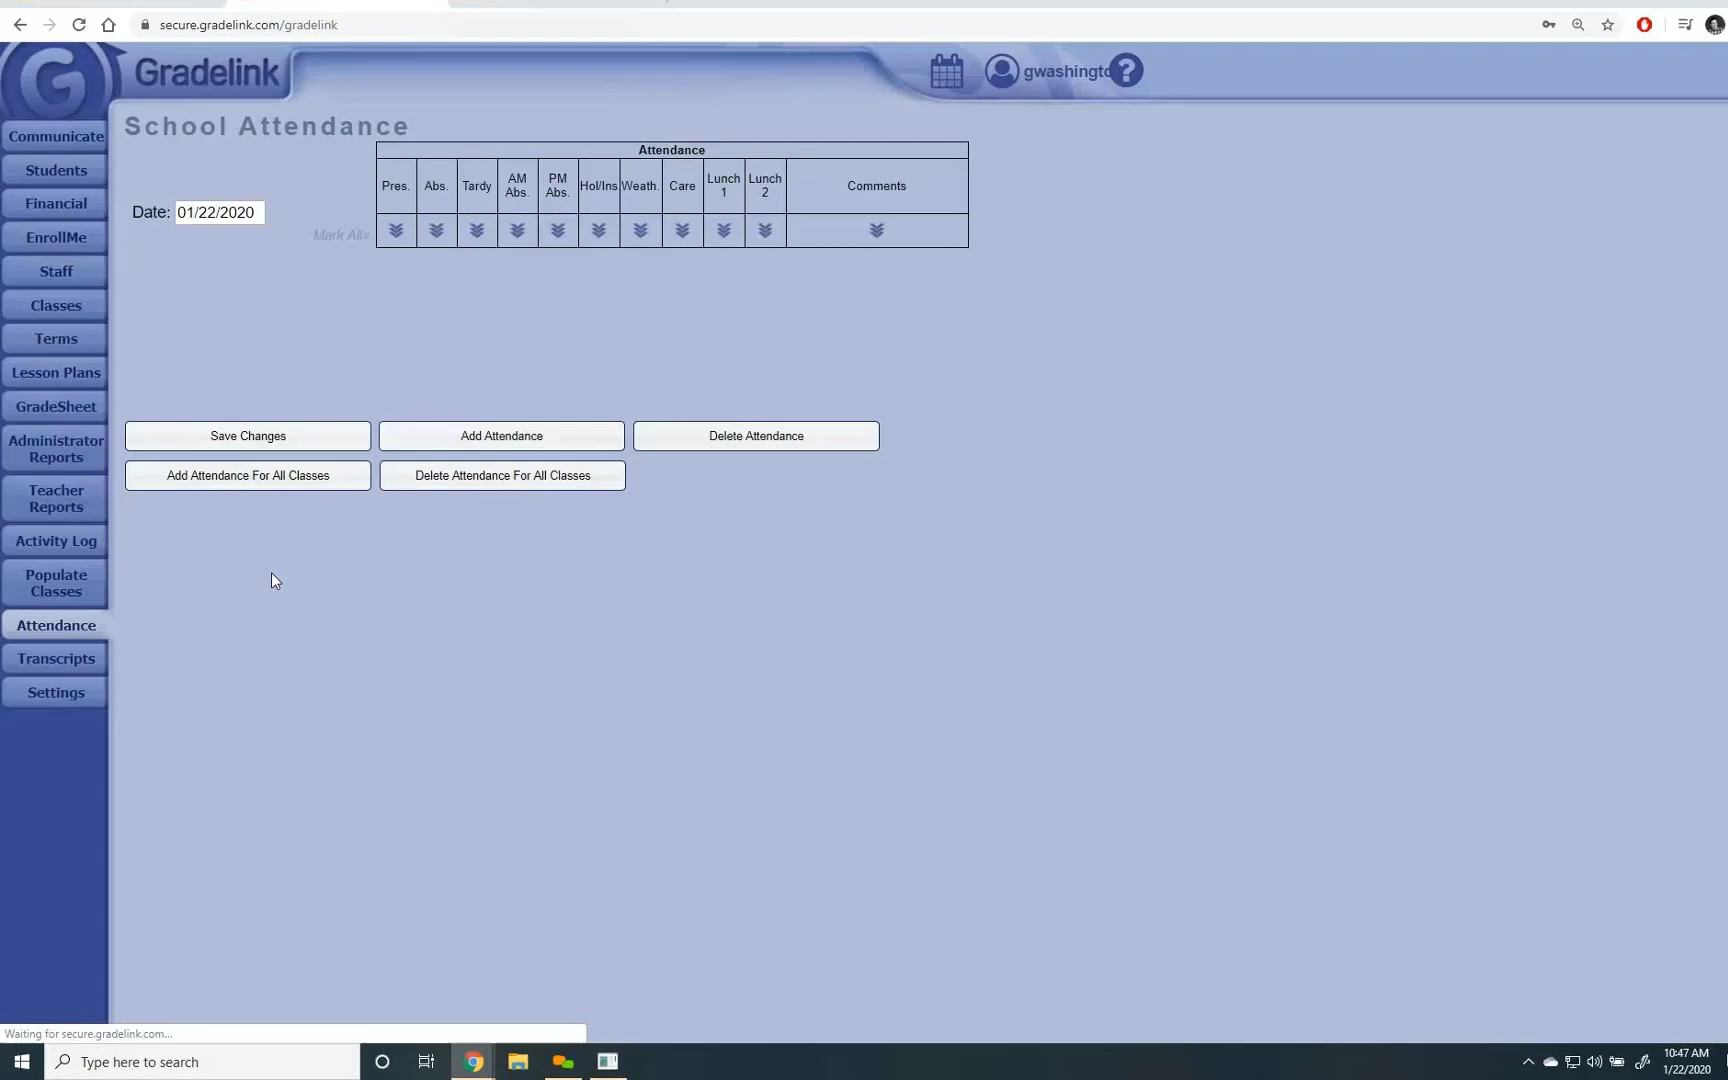 secure.gradelink.com/gradelink
G Gradelink
gwashingto
?
Communicate
Students
Financial
EnrollMe
Staff
Classes
Terms
Lesson Plans
GradeSheet
Administrator
Reports
Teacher
Reports
Activity Log
Populate
Classes
Attendance
Transcripts
Settings
School Attendance
Attendance
Pres. Abs. Tardy AM Abs. PM Abs. Hol/Ins Weath. Care Lunch 1 Lunch 2 Comments
Date: 01/22/2020
Mark All»
Save Changes Add Attendance Delete Attendance
Add Attendance For All Classes Delete Attendance For All Classes
Waiting for secure.gradelink.com...
Type here to search
10:47 AM
1/22/2020